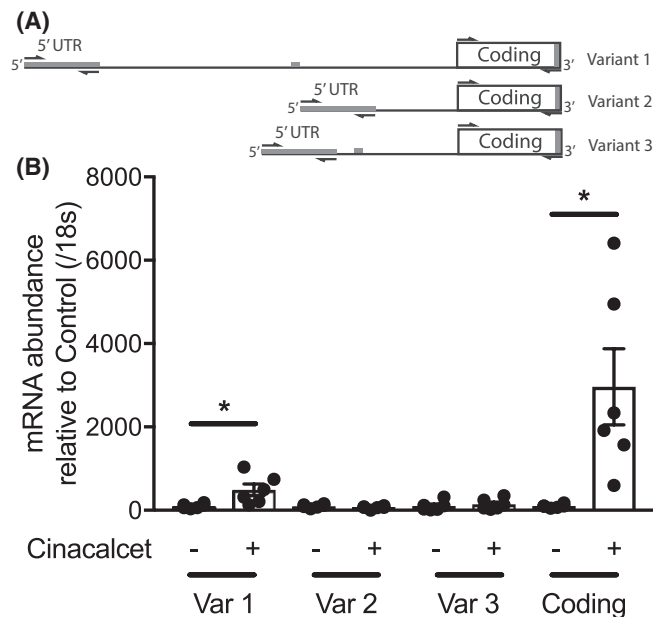 (A)
5' UTR
5' Coding 3' Variant 1
5' UTR
5' Coding 3' Variant 2
5' UTR
5' Coding 3' Variant 3
(B)
mRNA abundance
relative to Control (/18s)
8000
6000
4000
2000
0
*
*
Cinacalcet - + - + - + - +
Var 1 Var 2 Var 3 Coding